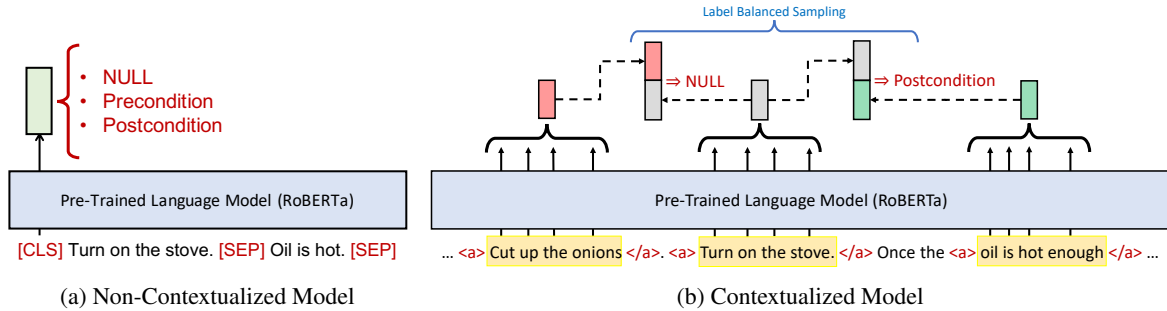 Label Balanced Sampling
• NULL
• Precondition
• Postcondition
⇒ NULL
⇒ Postcondition
Pre-Trained Language Model (RoBERTa)
Pre-Trained Language Model (RoBERTa)
[CLS] Turn on the stove. [SEP] Oil is hot. [SEP]
... <a> Cut up the onions </a>. <a> Turn on the stove. </a> Once the <a> oil is hot enough </a> ...
(a) Non-Contextualized Model
(b) Contextualized Model